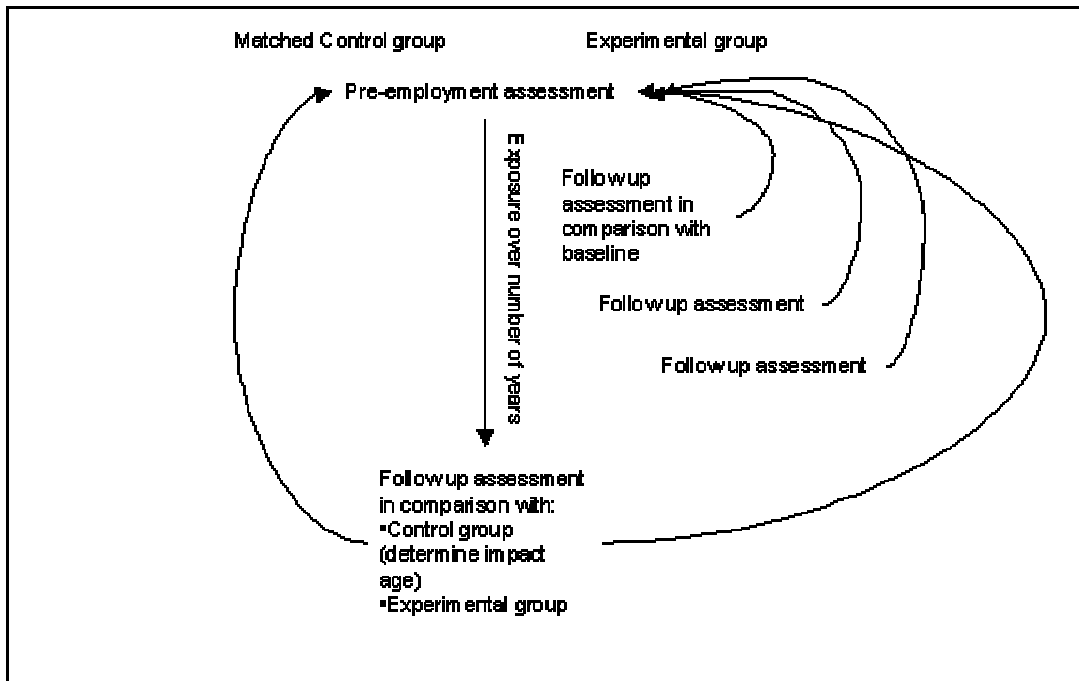 Matched Control group
Experimental group
Pre-employment assessment
Exposure over number of years
Followup
assessment in
comparison with
baseline
Followup assessment
Followup assessment
Followup assessment
in comparison with:
▪Control group
(determine impact
age)
▪Experimental group